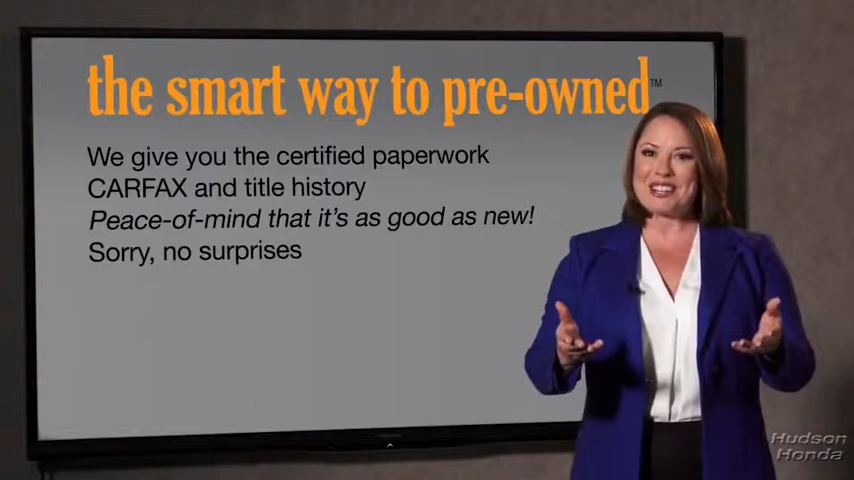 the smart way to pre-owned™
We give you the certified paperwork
CARFAX and title history
Peace-of-mind that it's as good as new!
Sorry, no surprises
Hudson
Honda